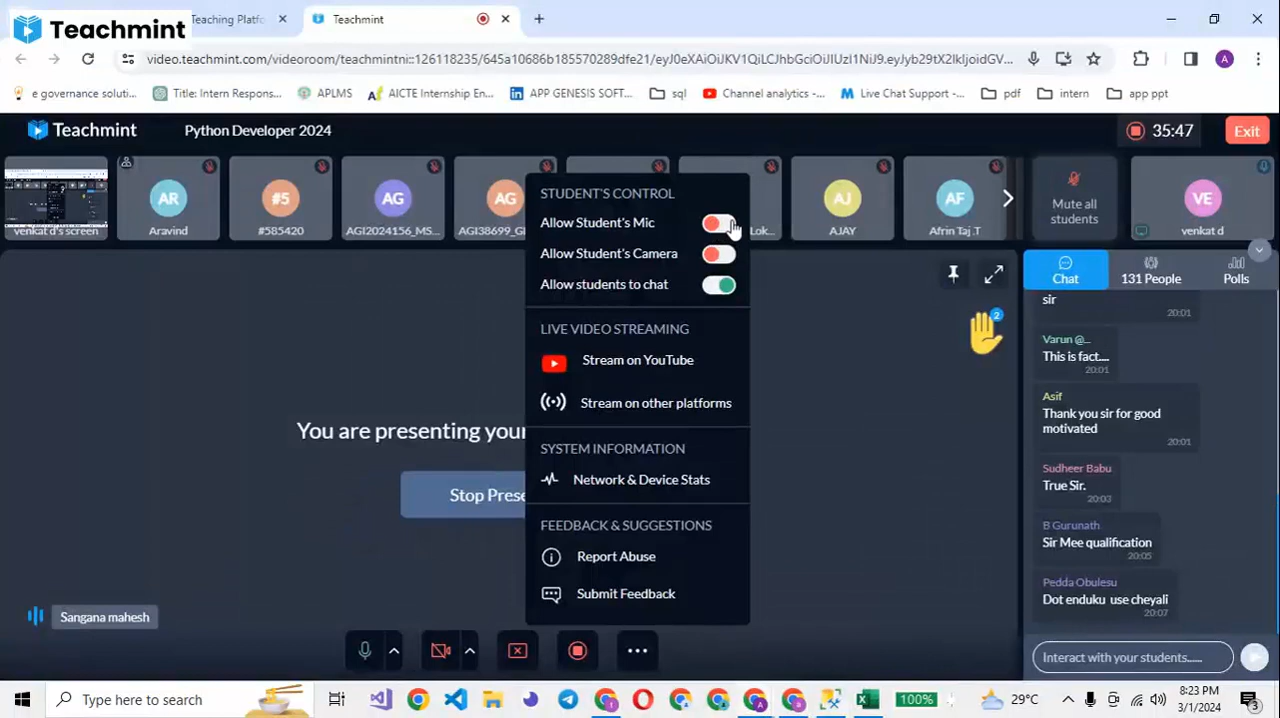 Teachmint
Teaching Platfo
Teachmint
video.teachmint.com/videoroom/teachmintni::126118235/645a10686b185570289dfe21/eyJ0eXAiOiJKV1QiLCJhbGciOiJIUzI1NiJ9.eyJyb29tX2lkIjoidGV...
A
e governance soluti...
Title: Intern Respons...
APLMS
AICTE Internship En...
APP GENESIS SOFT...
sql
Channel analytics -...
Live Chat Support -...
pdf
intern
app ppt
Teachmint
Python Developer 2024
35:47
Exit
venkat d's screen
AR
Aravind
#5
#585420
AG
AGI2024156_MS...
AG
AGI38699_G
Lok...
AJ
AJAY
AF
Afrin Taj .T
Mute all
students
VE
venkat d
STUDENT'S CONTROL
Allow Student's Mic
Allow Student's Camera
Allow students to chat
LIVE VIDEO STREAMING
Stream on YouTube
Stream on other platforms
SYSTEM INFORMATION
Network & Device Stats
FEEDBACK & SUGGESTIONS
Report Abuse
Submit Feedback
You are presenting your
Stop Prese
Sangana mahesh
2
Chat
131 People
Polls
sir
20:01
Varun @...
This is fact....
20:01
Asif
Thank you sir for good
motivated
20:01
Sudheer Babu
True Sir.
20:03
B Gurunath
Sir Mee qualification
20:05
Pedda Obulesu
Dot enduku use cheyali
20:07
Interact with your students......
Type here to search
100%
29°C
8:23 PM
3/1/2024
3